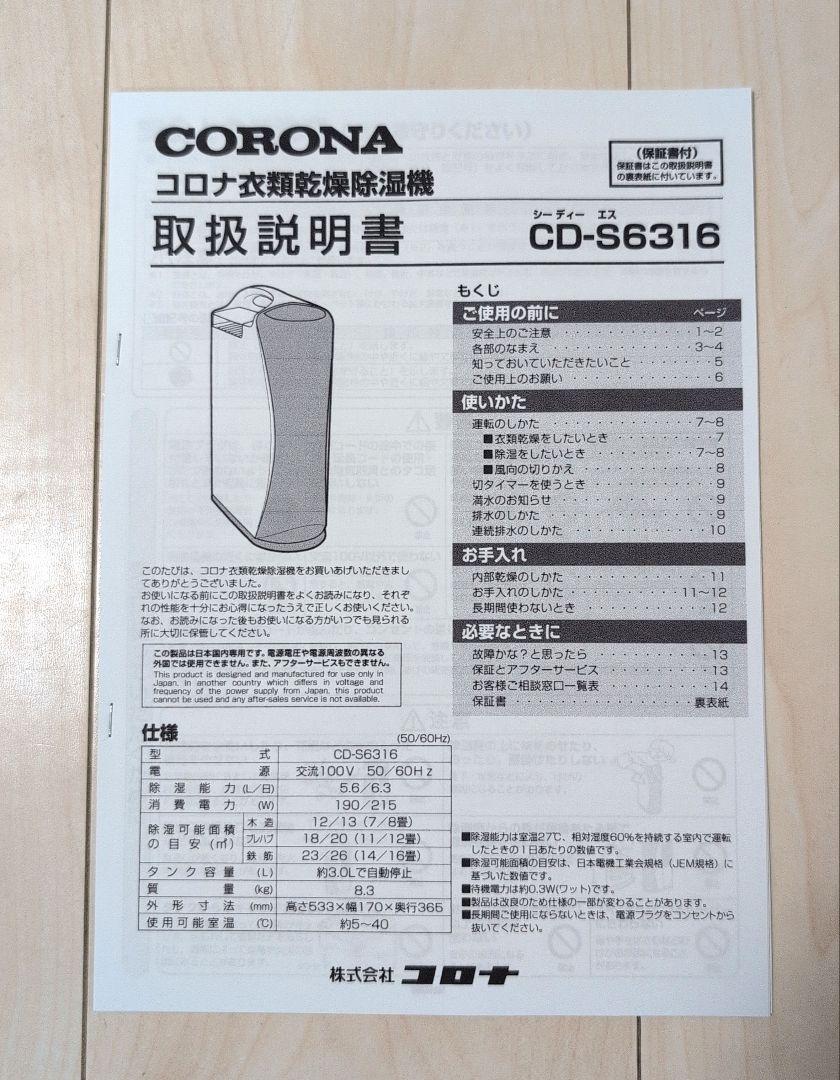 CORONA
コロナ衣類乾燥除湿機
取扱説明書
(保証書付)
保証書はこの取扱説明書
の裏表紙に付いています。
シーディー エス
CD-S6316
もくじ
ご使用の前に ページ
安全上のご注意 ・・・・・・・・・・・・・ 1〜2
各部のなまえ ・・・・・・・・・・・・・・ 3〜4
知っておいていただきたいこと ・・・・・・・・ 5
ご使用上のお願い ・・・・・・・・・・・・・ 6
使いかた
運転のしかた ・・・・・・・・・・・・・・ 7〜8
■衣類乾燥をしたいとき ・・・・・・・・・・ 7
■除湿をしたいとき ・・・・・・・・・・・ 7〜8
■風向の切りかえ ・・・・・・・・・・・・・ 8
切タイマーを使うとき ・・・・・・・・・・・ 9
満水のお知らせ ・・・・・・・・・・・・・・ 9
排水のしかた ・・・・・・・・・・・・・・・ 9
連続排水のしかた ・・・・・・・・・・・・・ 10
お手入れ
内部乾燥のしかた ・・・・・・・・・・・・・ 11
お手入れのしかた ・・・・・・・・・・・ 11〜12
長期間使わないとき ・・・・・・・・・・・・ 12
必要なときに
故障かな？と思ったら ・・・・・・・・・・・ 13
保証とアフターサービス ・・・・・・・・・・ 13
お客様ご相談窓口一覧表 ・・・・・・・・・・ 14
保証書 ・・・・・・・・・・・・・・・ 裏表紙
このたびは、コロナ衣類乾燥除湿機をお買いあげいただきまし
てありがとうございました。
お使いになる前にこの取扱説明書をよくお読みになり、それぞ
れの性能を十分にお心得になったうえで正しくお使いください。
なお、お読みになった後もお使いになる方がいつでも見られる
所に大切に保管してください。
この製品は日本国内専用です。電源電圧や電源周波数の異なる
外国では使用できません。また、アフターサービスもできません。
This product is designed and manufactured for use only in
Japan. In another country which differs in voltage and
frequency of the power supply from Japan, this product
cannot be used and any after-sales service is not available.
仕様 (50/60Hz)
型式 CD-S6316
電源 交流100V 50/60Hz
除湿能力 (L/日) 5.6/6.3
消費電力 (W) 190/215
除湿可能面積の目安 (㎡) 木造 12/13 (7/8畳)
プレハブ 18/20 (11/12畳)
鉄筋 23/26 (14/16畳)
タンク容量 (L) 約3.0Lで自動停止
質量 (kg) 8.3
外形寸法 (mm) 高さ533×幅170×奥行365
使用可能室温 (℃) 約5〜40
■除湿能力は室温27℃、相対湿度60%を持続する室内で運転
したときの1日あたりの数値です。
■除湿可能面積の目安は、日本電機工業会規格（JEM規格）に
基づいた数値です。
■待機電力は約0.3W(ワット)です。
■製品は改良のため仕様の一部が変わることがあります。
■長期間ご使用にならないときは、電源プラグをコンセントから
抜いてください。
株式会社 コロナ